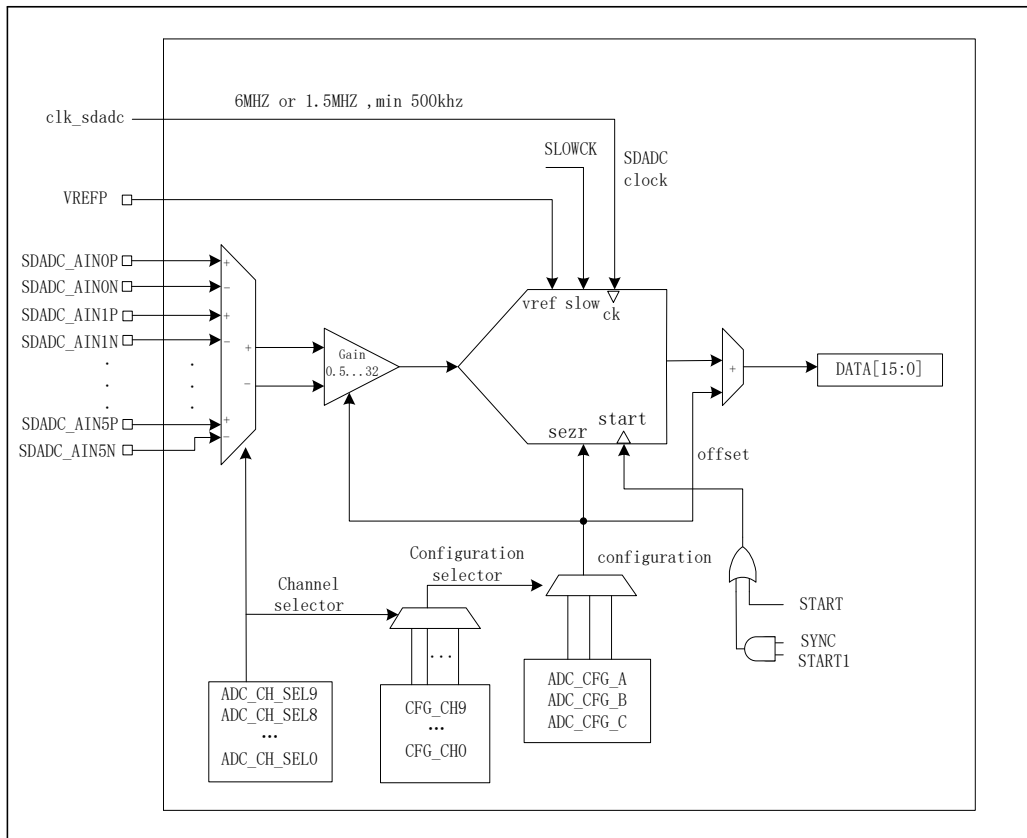 6MHZ or 1.5MHZ ,min 500khz
clk_sdadc
SLOWCK
SDADC
clock
VREFP
SDADC_AIN0P
SDADC_AIN0N
SDADC_AIN1P
SDADC_AIN1N
. .
. .
. .
SDADC_AIN5P
SDADC_AIN5N
+
−
+
−
+
−
+
−
Gain
0.5...32
vref slow
ck
sezr
start
+
DATA[15:0]
offset
Configuration
selector
configuration
Channel
selector
START
SYNC
START1
ADC_CH_SEL9
ADC_CH_SEL8
...
ADC_CH_SEL0
...
CFG_CH9
...
CFG_CH0
ADC_CFG_A
ADC_CFG_B
ADC_CFG_C